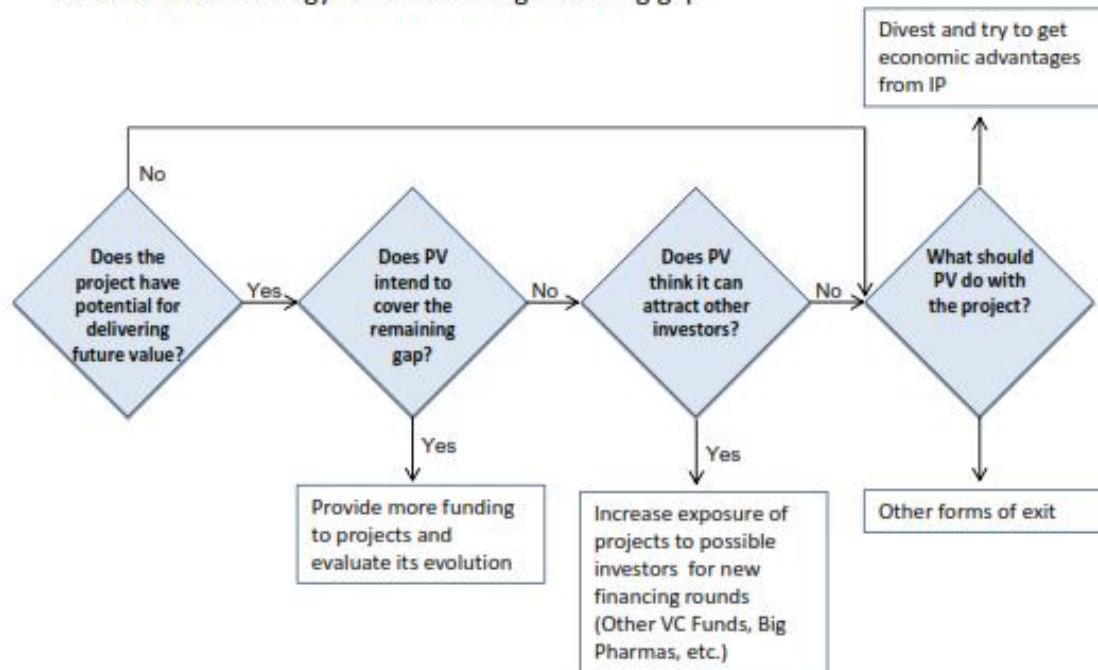 Divest and try to get
economic advantages
from IP
No
Does the
project have
potential for
delivering
future value?
Yes
Does PV
intend to
cover the
remaining
gap?
No
Does PV
think it can
attract other
investors?
No
What should
PV do with
the project?
Yes
Provide more funding
to projects and
evaluate its evolution
Yes
Increase exposure of
projects to possible
investors for new
financing rounds
(Other VC Funds, Big
Pharmas, etc.)
Other forms of exit